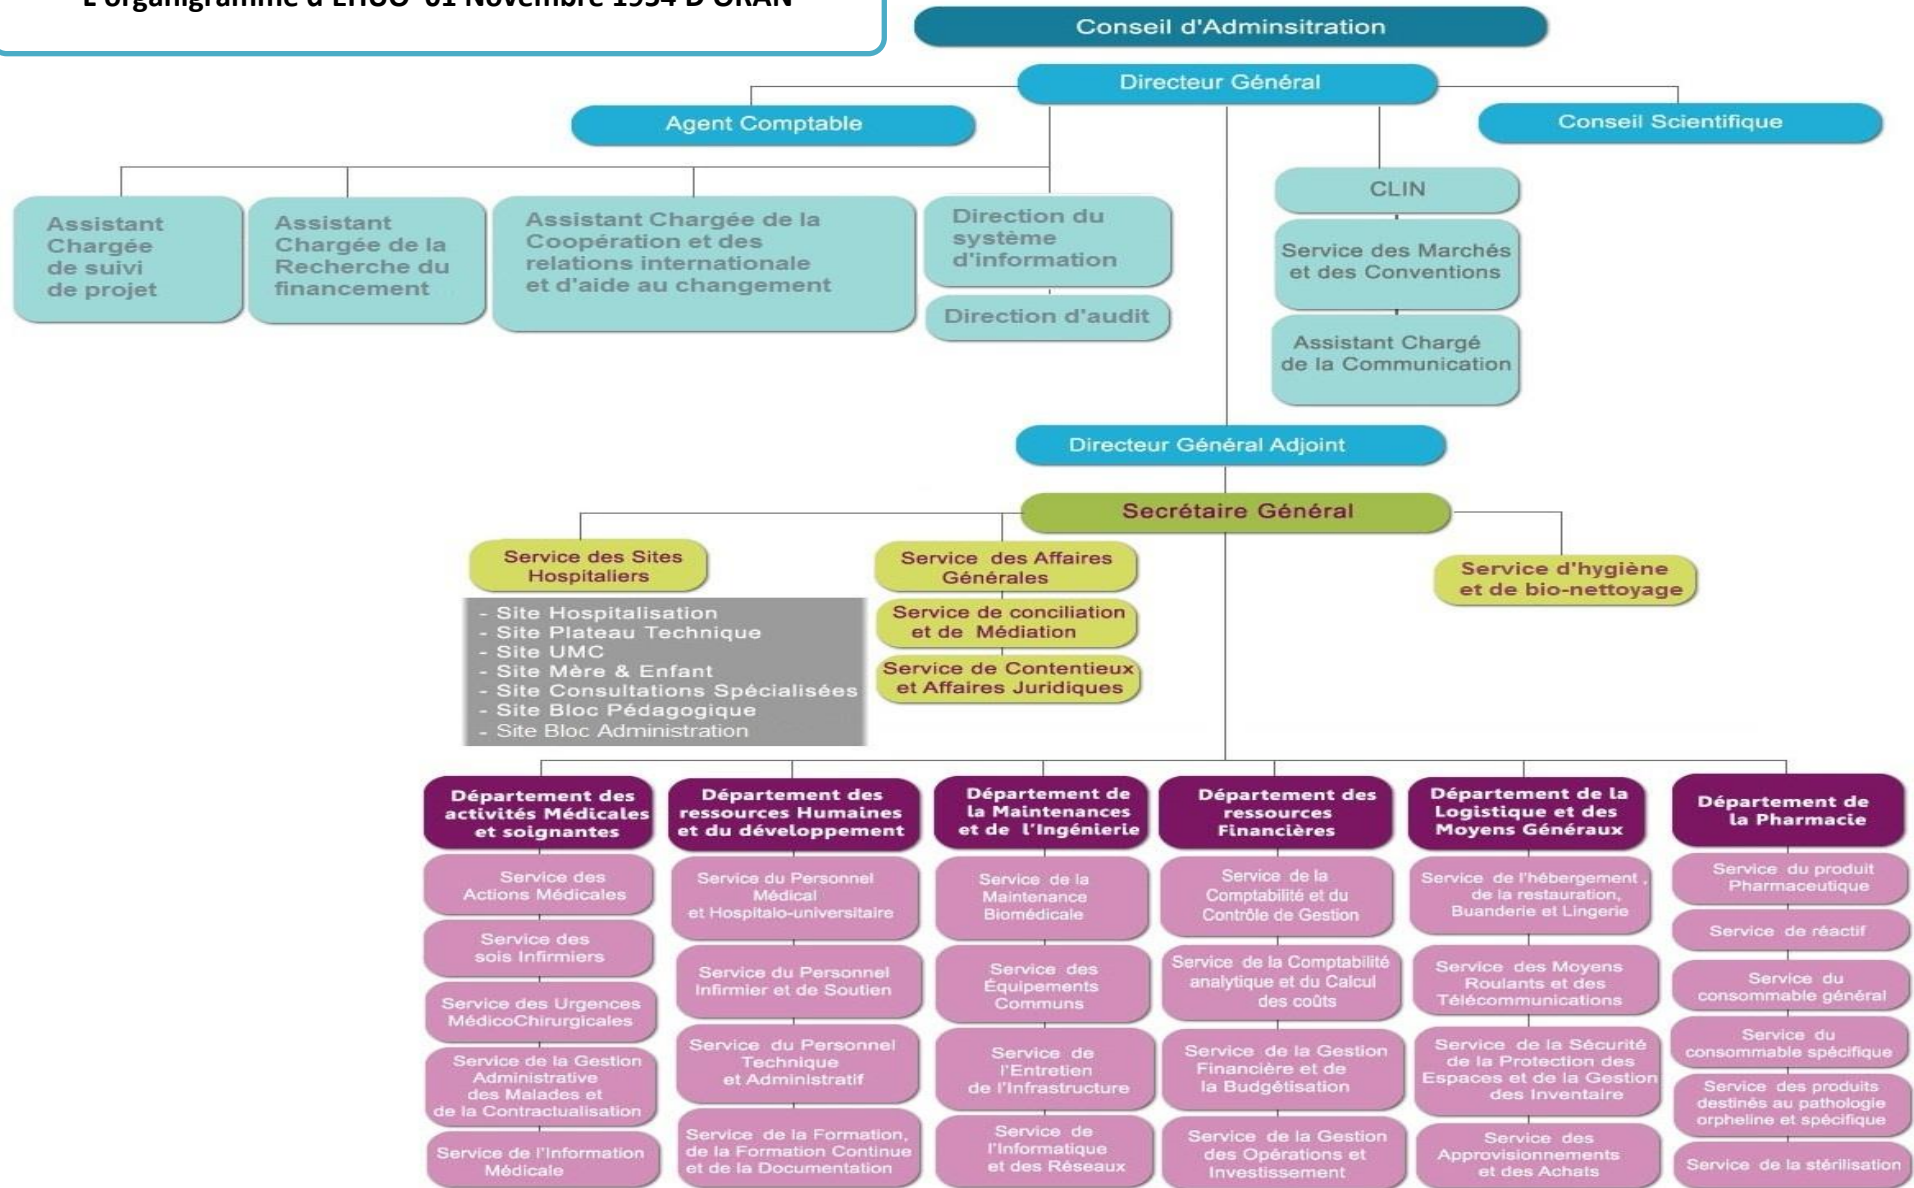 L'organigramme d'EHUO 01 Novembre 1954 D'ORAN
Conseil d'Adminsitration
Directeur Général
Agent Comptable
Conseil Scientifique
Assistant
Chargée
de suivi
de projet
Assistant
Chargée de la
Recherche du
financement
Assistant Chargée de la
Coopération et des
relations internationale
et d'aide au changement
Direction du
système
d'information
Direction d'audit
CLIN
Service des Marchés
et des Conventions
Assistant Chargé
de la Communication
Directeur Général Adjoint
Secrétaire Général
Service des Sites
Hospitaliers
- Site Hospitalisation
- Site Plateau Technique
- Site UMC
- Site Mère & Enfant
- Site Consultations Spécialisées
- Site Bloc Pédagogique
- Site Bloc Administration
Service des Affaires
Générales
Service de conciliation
et de Médiation
Service de Contentieux
et Affaires Juridiques
Service d'hygiène
et de bio-nettoyage
Département des
activités Médicales
et soignantes
Service des
Actions Médicales
Service des
sois Infirmiers
Service des Urgences
MédicoChirurgicales
Service de la Gestion
Administrative
des Malades et
de la Contractualisation
Service de l'Information
Médicale
Département des
ressources Humaines
et du développement
Service du Personnel
Médical
et Hospitalo-universitaire
Service du Personnel
Infirmier et de Soutien
Service du Personnel
Technique
et Administratif
Service de la Formation,
de la Formation Continue
et de la Documentation
Département de
la Maintenances
et de l'Ingénierie
Service de la
Maintenance
Biomédicale
Service des
Équipements
Communs
Service de
l'Entretien
de l'Infrastructure
Service de
l'Informatique
et des Réseaux
Département des
ressources
Financières
Service de la
Comptabilité et du
Contrôle de Gestion
Service de la Comptabilité
analytique et du Calcul
des coûts
Service de la Gestion
Financière et de
la Budgétisation
Service de la Gestion
des Opérations et
Investissement
Département de la
Logistique et des
Moyens Généraux
Service de l'hébergement ,
de la restauration,
Buanderie et Lingerie
Service des Moyens
Roulants et des
Télécommunications
Service de la Sécurité
de la Protection des
Espaces et de la Gestion
des Inventaire
Service des
Approvisionnements
et des Achats
Département de
la Pharmacie
Service du produit
Pharmaceutique
Service de réactif
Service du
consommable général
Service du
consommable spécifique
Service des produits
destinés au pathologie
orpheline et spécifique
Service de la stérilisation